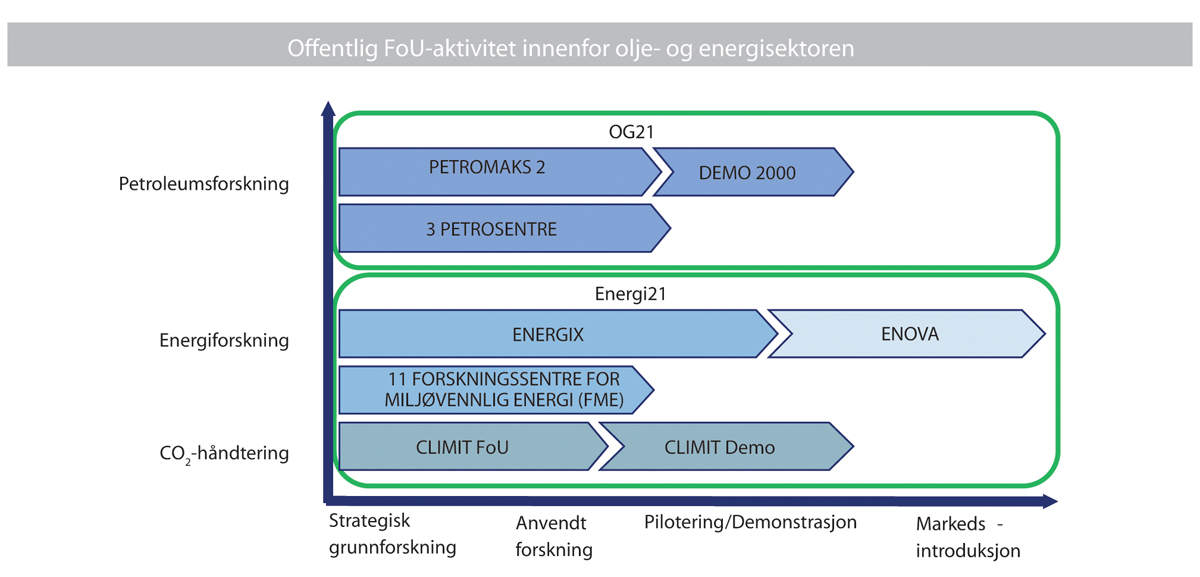 Offentlig FoU-aktivitet innenfor olje- og energisektoren
OG21
Petroleumsforskning
PETROMAKS 2
DEMO 2000
3 PETROSENTRE
Energi21
Energiforskning
ENERGIX
ENOVA
11 FORSKNINGSSENTRE FOR
MILJØVENNLIG ENERGI (FME)
CO₂-håndtering
CLIMIT FoU
CLIMIT Demo
Strategisk
grunnforskning
Anvendt
forskning
Pilotering/Demonstrasjon
Markeds -
introduksjon